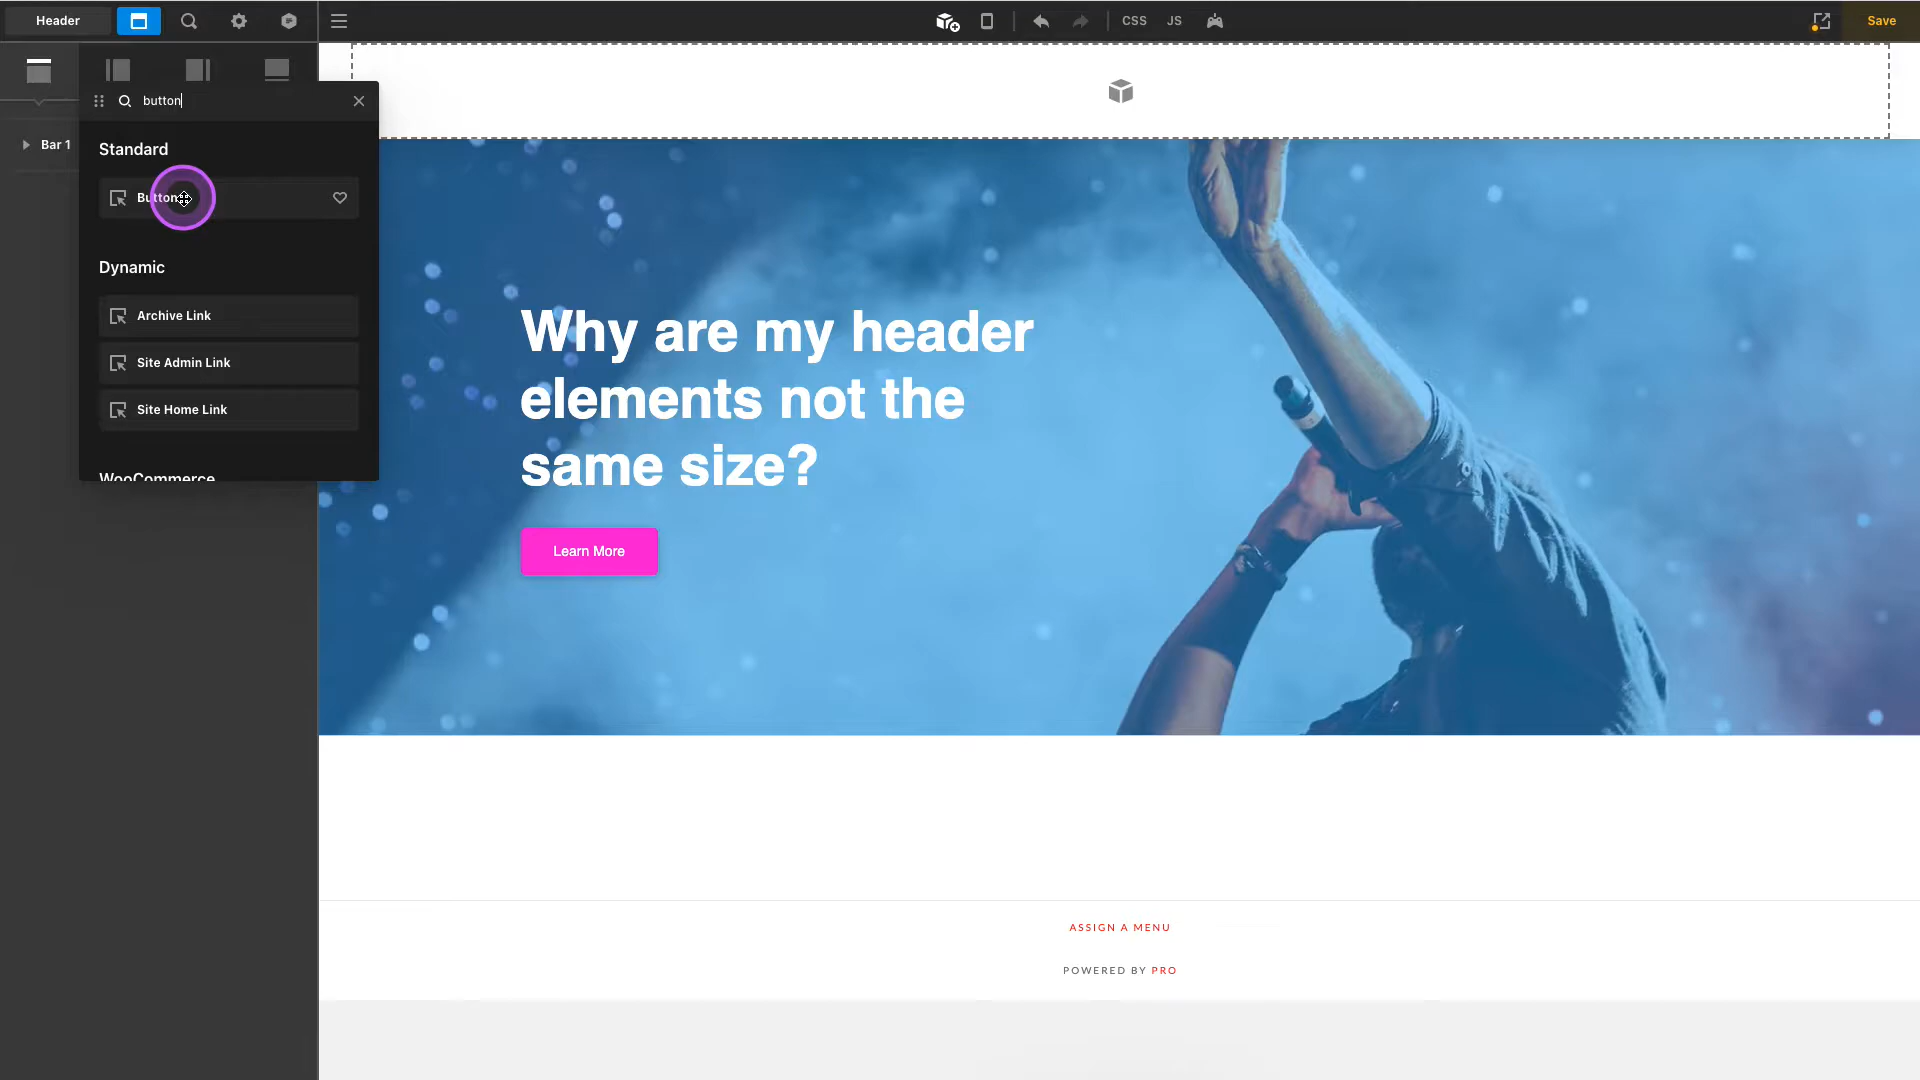 Header
CSS
JS
Save
button
Bar 1
Standard
Button
Dynamic
Archive Link
Site Admin Link
Site Home Link
WooCommerce
Why are my header
elements not the
same size?
Learn More
ASSIGN A MENU
POWERED BY PRO